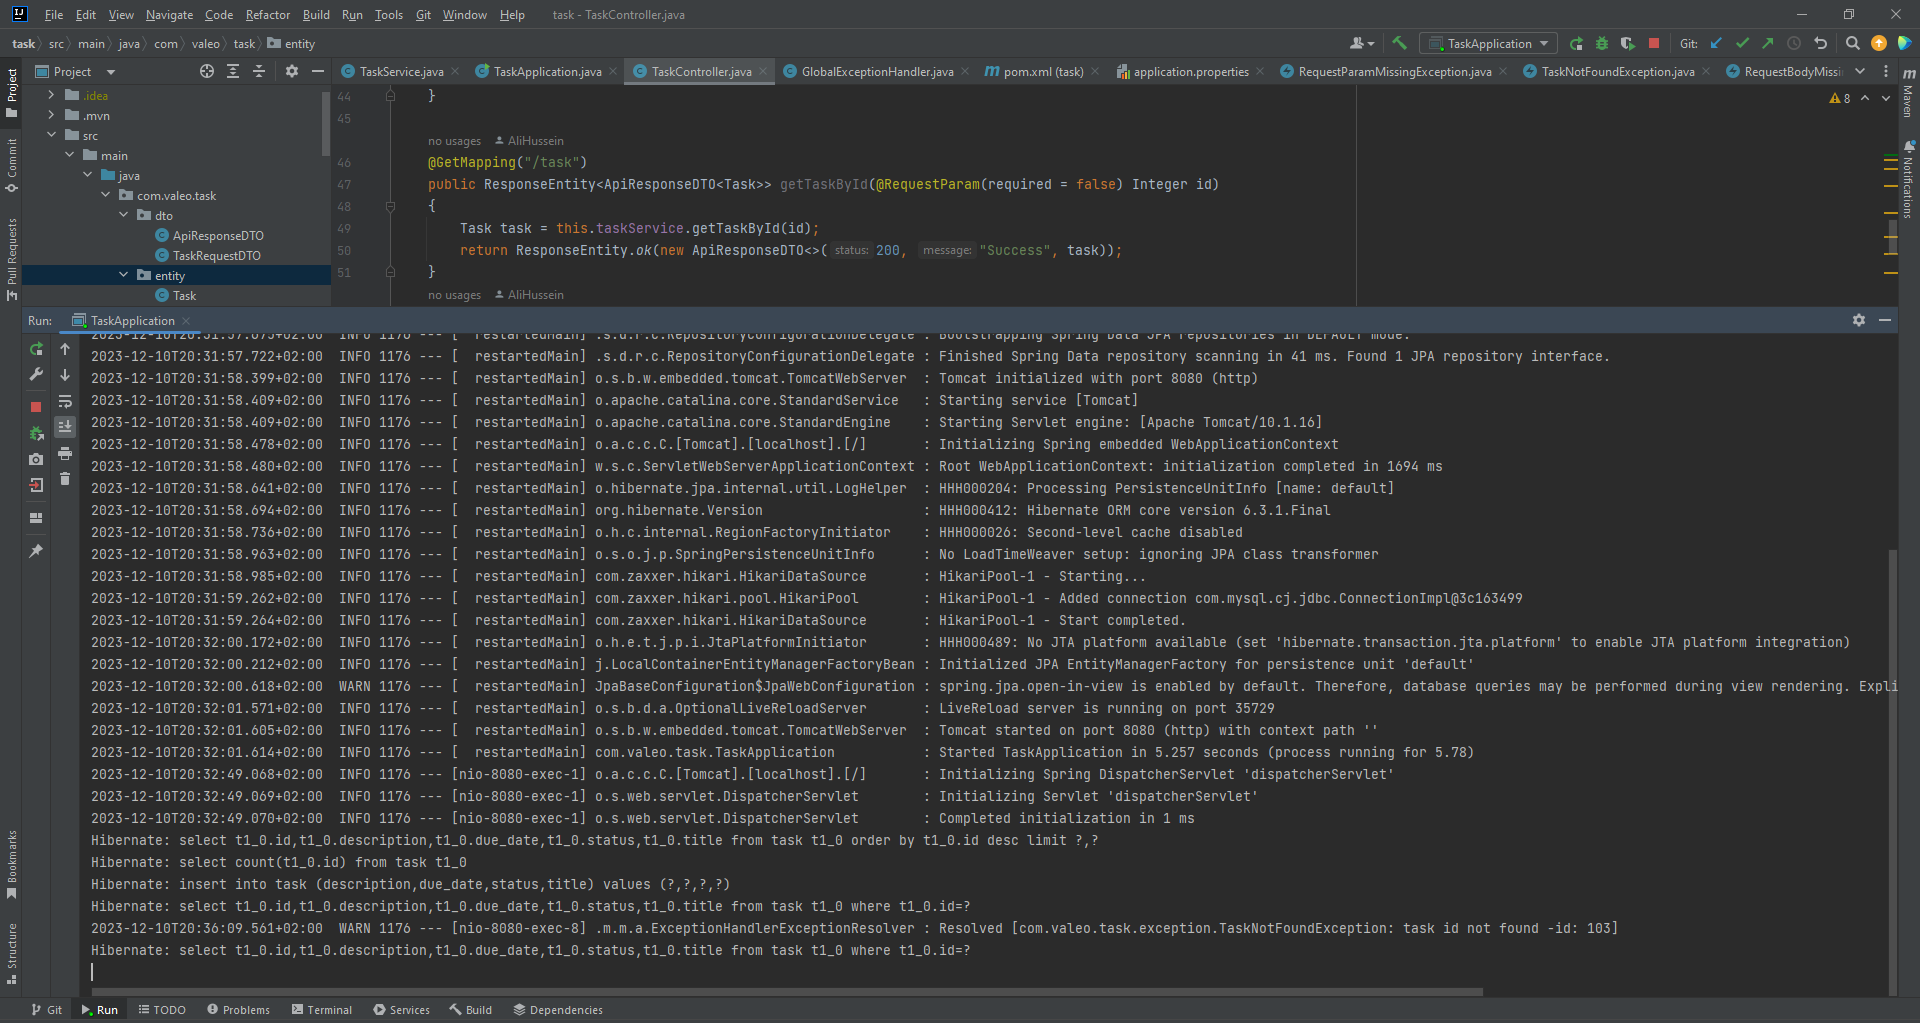 File Edit View Navigate Code Refactor Build Run Tools Git Window Help task - TaskController.java
task src main java com valeo task entity TaskApplication Git:
Project TaskService.java TaskApplication.java TaskController.java GlobalExceptionHandler.java pom.xml (task) application.properties RequestParamMissingException.java TaskNotFoundException.java RequestBodyMissi
.idea
.mvn
src
main
java
com.valeo.task
dto
ApiResponseDTO
TaskRequestDTO
entity
Task
44 }
45
no usages AliHussein
46 @GetMapping("/task")
47 public ResponseEntity<ApiResponseDTO<Task>> getTaskById(@RequestParam(required = false) Integer id)
48 {
49 Task task = this.taskService.getTaskById(id);
50 return ResponseEntity.ok(new ApiResponseDTO<>( status: 200, message: "Success", task));
51 }
no usages AliHussein
8
Project
Commit
Pull Requests
Bookmarks
Structure
Maven
Notifications
Run: TaskApplication
2023-12-10T20:31:57.675+02:00 INFO 1176 --- [ restartedMain] .s.d.r.c.RepositoryConfigurationDelegate : Bootstrapping Spring Data JPA repositories in DEFAULT mode.
2023-12-10T20:31:57.722+02:00 INFO 1176 --- [ restartedMain] .s.d.r.c.RepositoryConfigurationDelegate : Finished Spring Data repository scanning in 41 ms. Found 1 JPA repository interface.
2023-12-10T20:31:58.399+02:00 INFO 1176 --- [ restartedMain] o.s.b.w.embedded.tomcat.TomcatWebServer : Tomcat initialized with port 8080 (http)
2023-12-10T20:31:58.409+02:00 INFO 1176 --- [ restartedMain] o.apache.catalina.core.StandardService : Starting service [Tomcat]
2023-12-10T20:31:58.409+02:00 INFO 1176 --- [ restartedMain] o.apache.catalina.core.StandardEngine : Starting Servlet engine: [Apache Tomcat/10.1.16]
2023-12-10T20:31:58.478+02:00 INFO 1176 --- [ restartedMain] o.a.c.c.C.[Tomcat].[localhost].[/] : Initializing Spring embedded WebApplicationContext
2023-12-10T20:31:58.480+02:00 INFO 1176 --- [ restartedMain] w.s.c.ServletWebServerApplicationContext : Root WebApplicationContext: initialization completed in 1694 ms
2023-12-10T20:31:58.641+02:00 INFO 1176 --- [ restartedMain] o.hibernate.jpa.internal.util.LogHelper : HHH000204: Processing PersistenceUnitInfo [name: default]
2023-12-10T20:31:58.694+02:00 INFO 1176 --- [ restartedMain] org.hibernate.Version : HHH000412: Hibernate ORM core version 6.3.1.Final
2023-12-10T20:31:58.736+02:00 INFO 1176 --- [ restartedMain] o.h.c.internal.RegionFactoryInitiator : HHH000026: Second-level cache disabled
2023-12-10T20:31:58.963+02:00 INFO 1176 --- [ restartedMain] o.s.o.j.p.SpringPersistenceUnitInfo : No LoadTimeWeaver setup: ignoring JPA class transformer
2023-12-10T20:31:58.985+02:00 INFO 1176 --- [ restartedMain] com.zaxxer.hikari.HikariDataSource : HikariPool-1 - Starting...
2023-12-10T20:31:59.262+02:00 INFO 1176 --- [ restartedMain] com.zaxxer.hikari.pool.HikariPool : HikariPool-1 - Added connection com.mysql.cj.jdbc.ConnectionImpl@3c163499
2023-12-10T20:31:59.264+02:00 INFO 1176 --- [ restartedMain] com.zaxxer.hikari.HikariDataSource : HikariPool-1 - Start completed.
2023-12-10T20:32:00.172+02:00 INFO 1176 --- [ restartedMain] o.h.e.t.j.p.i.JtaPlatformInitiator : HHH000489: No JTA platform available (set 'hibernate.transaction.jta.platform' to enable JTA platform integration)
2023-12-10T20:32:00.212+02:00 INFO 1176 --- [ restartedMain] j.LocalContainerEntityManagerFactoryBean : Initialized JPA EntityManagerFactory for persistence unit 'default'
2023-12-10T20:32:00.618+02:00 WARN 1176 --- [ restartedMain] JpaBaseConfiguration$JpaWebConfiguration : spring.jpa.open-in-view is enabled by default. Therefore, database queries may be performed during view rendering. Expli
2023-12-10T20:32:01.571+02:00 INFO 1176 --- [ restartedMain] o.s.b.d.a.OptionalLiveReloadServer : LiveReload server is running on port 35729
2023-12-10T20:32:01.605+02:00 INFO 1176 --- [ restartedMain] o.s.b.w.embedded.tomcat.TomcatWebServer : Tomcat started on port 8080 (http) with context path ''
2023-12-10T20:32:01.614+02:00 INFO 1176 --- [ restartedMain] com.valeo.task.TaskApplication : Started TaskApplication in 5.257 seconds (process running for 5.78)
2023-12-10T20:32:49.068+02:00 INFO 1176 --- [nio-8080-exec-1] o.a.c.c.C.[Tomcat].[localhost].[/] : Initializing Spring DispatcherServlet 'dispatcherServlet'
2023-12-10T20:32:49.069+02:00 INFO 1176 --- [nio-8080-exec-1] o.s.web.servlet.DispatcherServlet : Initializing Servlet 'dispatcherServlet'
2023-12-10T20:32:49.070+02:00 INFO 1176 --- [nio-8080-exec-1] o.s.web.servlet.DispatcherServlet : Completed initialization in 1 ms
Hibernate: select t1_0.id,t1_0.description,t1_0.due_date,t1_0.status,t1_0.title from task t1_0 order by t1_0.id desc limit ?,?
Hibernate: select count(t1_0.id) from task t1_0
Hibernate: insert into task (description,due_date,status,title) values (?,?,?,?)
Hibernate: select t1_0.id,t1_0.description,t1_0.due_date,t1_0.status,t1_0.title from task t1_0 where t1_0.id=?
2023-12-10T20:36:09.561+02:00 WARN 1176 --- [nio-8080-exec-8] .m.m.a.ExceptionHandlerExceptionResolver : Resolved [com.valeo.task.exception.TaskNotFoundException: task id not found -id: 103]
Hibernate: select t1_0.id,t1_0.description,t1_0.due_date,t1_0.status,t1_0.title from task t1_0 where t1_0.id=?
Git Run TODO Problems Terminal Services Build Dependencies